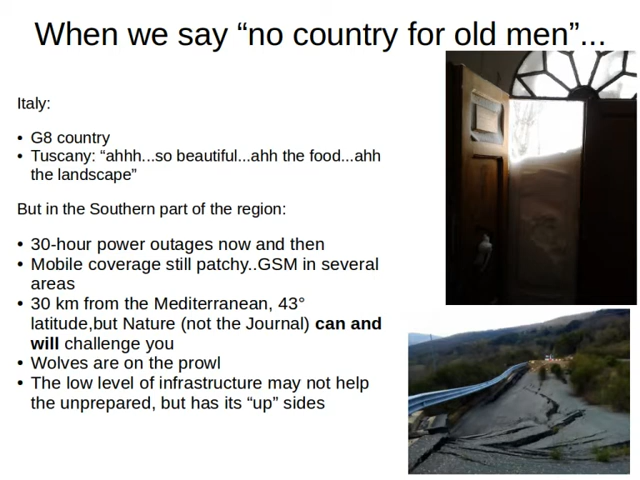 When we say “no country for old men”...
Italy:
• G8 country
• Tuscany: “ahhh...so beautiful...ahh the food...ahh
the landscape”
But in the Southern part of the region:
• 30-hour power outages now and then
• Mobile coverage still patchy..GSM in several
areas
• 30 km from the Mediterranean, 43°
latitude,but Nature (not the Journal) can and
will challenge you
• Wolves are on the prowl
• The low level of infrastructure may not help
the unprepared, but has its “up” sides